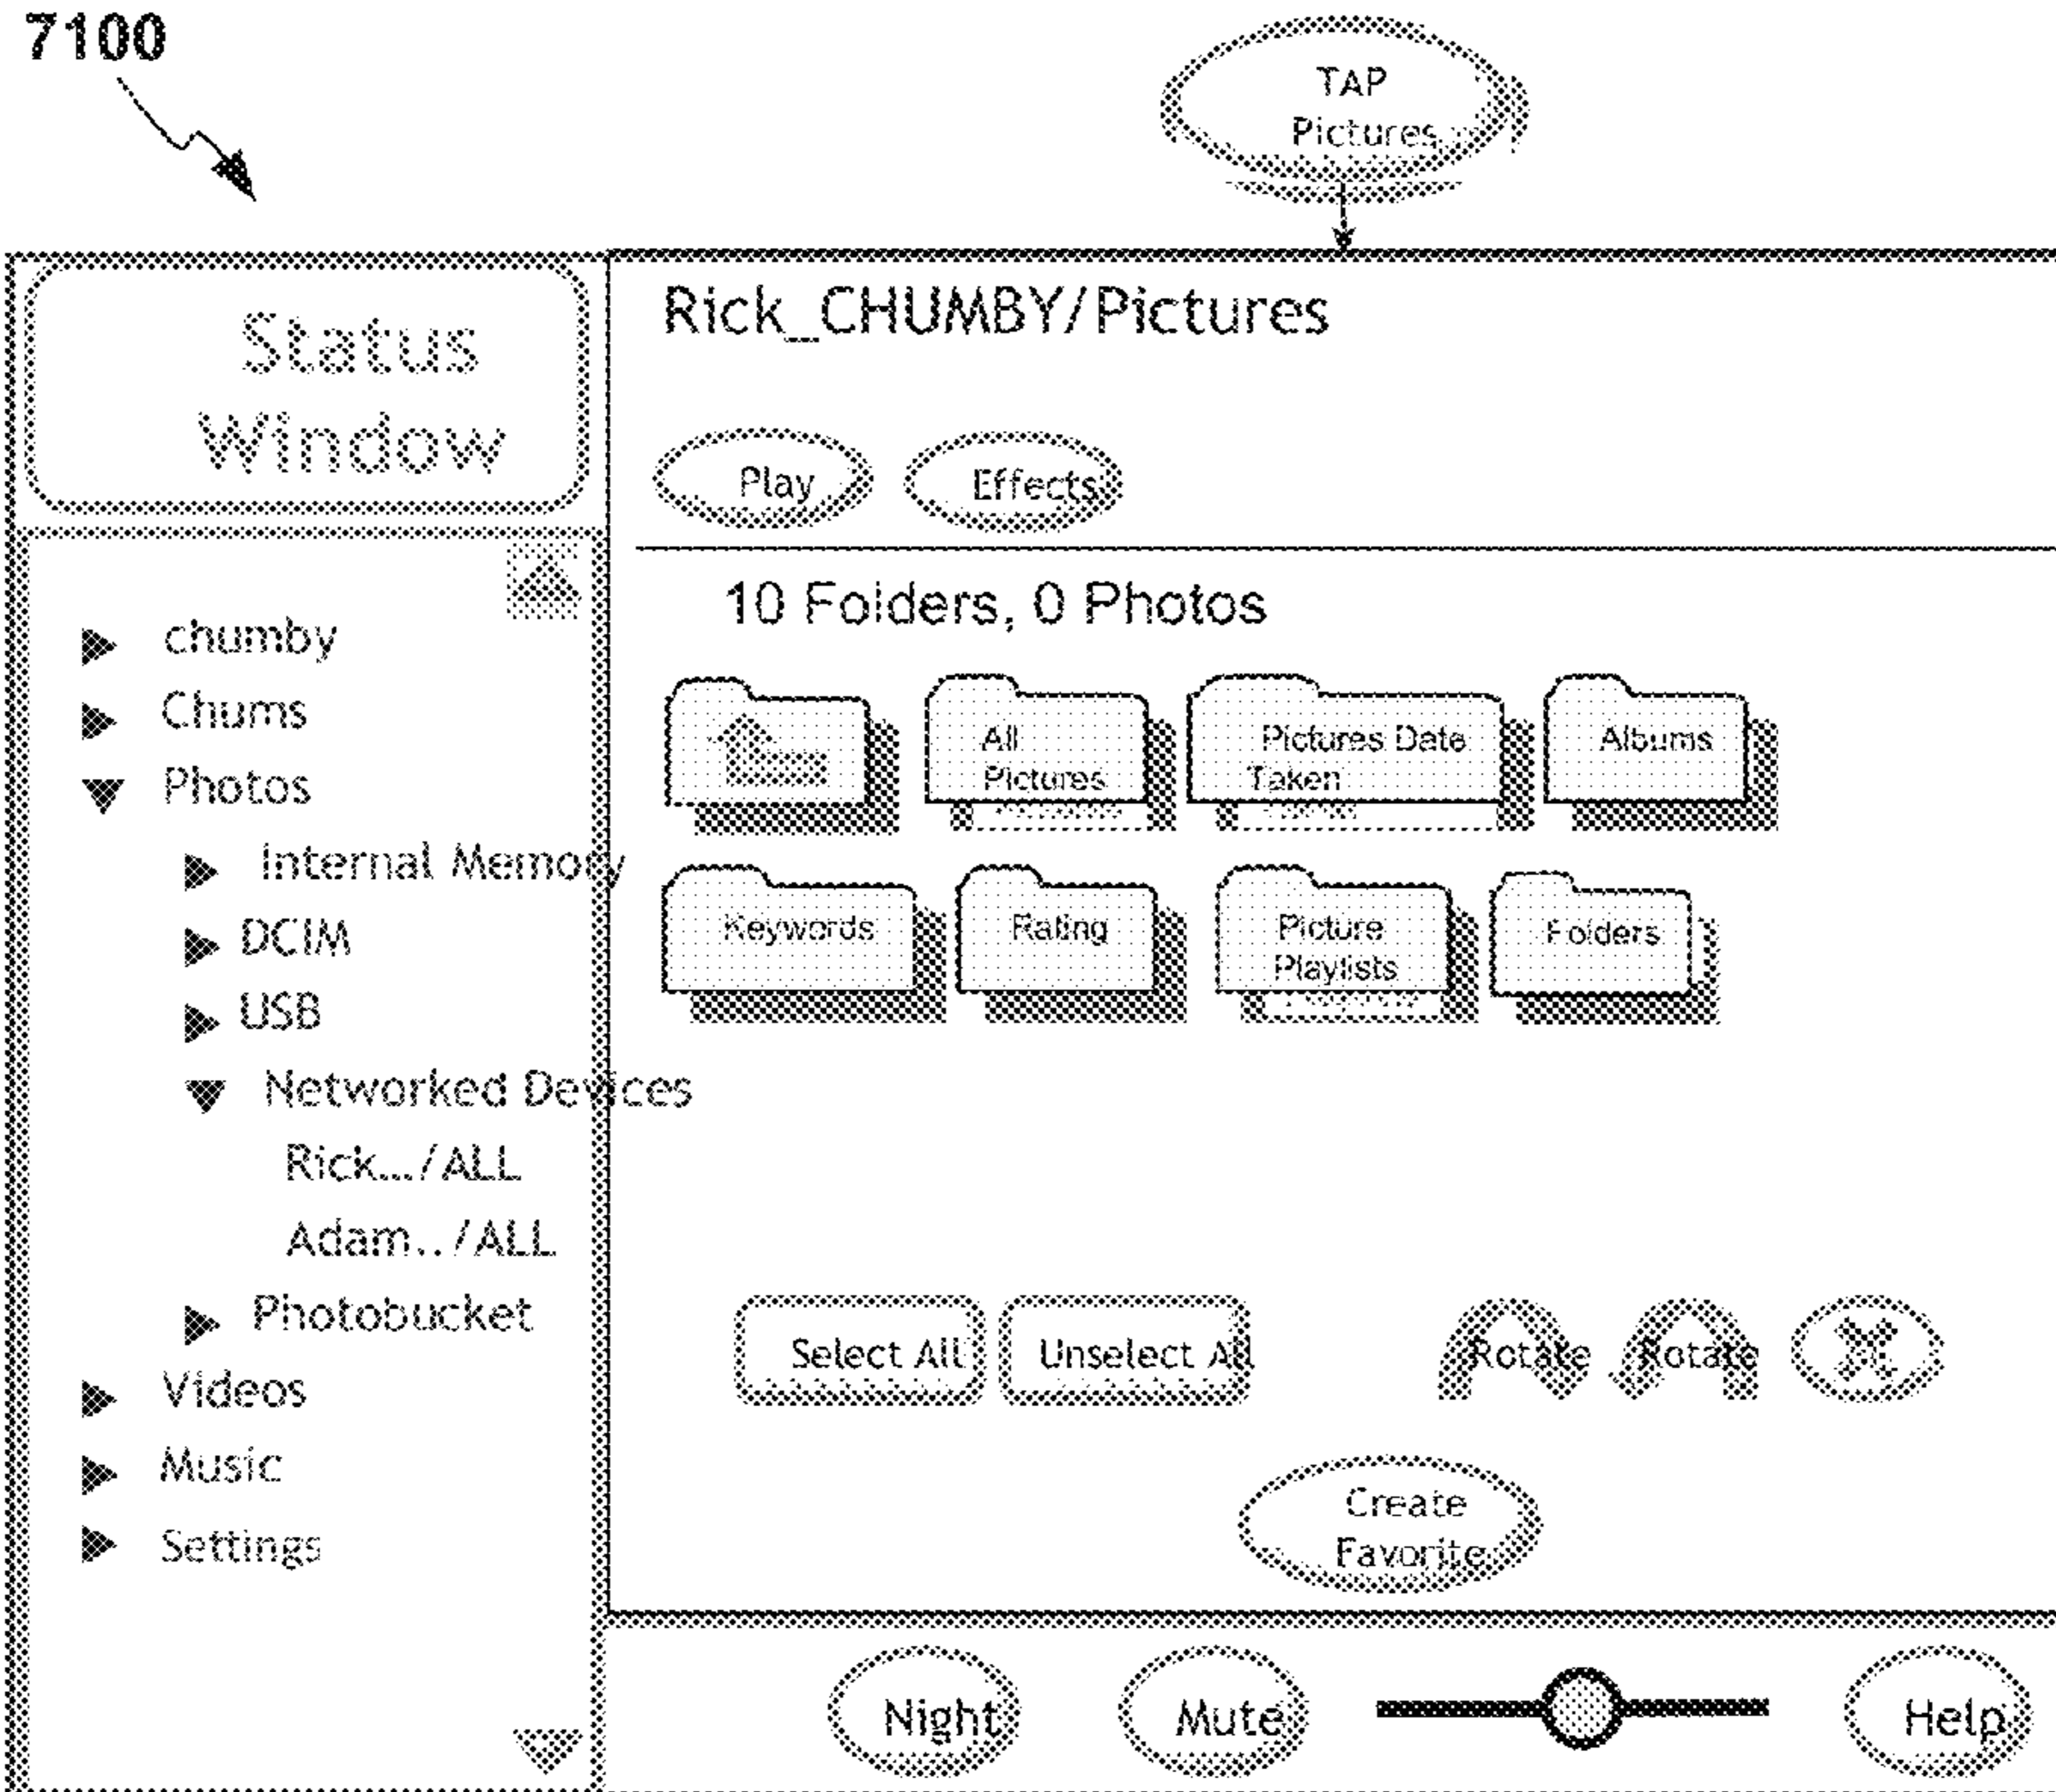 7100
TAP
Pictures
Status
Window
Rick_CHUMBY/Pictures
Play
Effects
chumby
Chums
Photos
Internal Memory
DCIM
USB
Networked Devices
Rick.../ALL
Adam../ALL
Photobucket
Videos
Music
Settings
10 Folders, 0 Photos
All
Pictures
Pictures Date
Taken
Albums
Keywords
Rating
Picture
Playlists
Folders
Select All
Unselect All
Rotate
Rotate
X
Create
Favorite
Night
Mute
Help